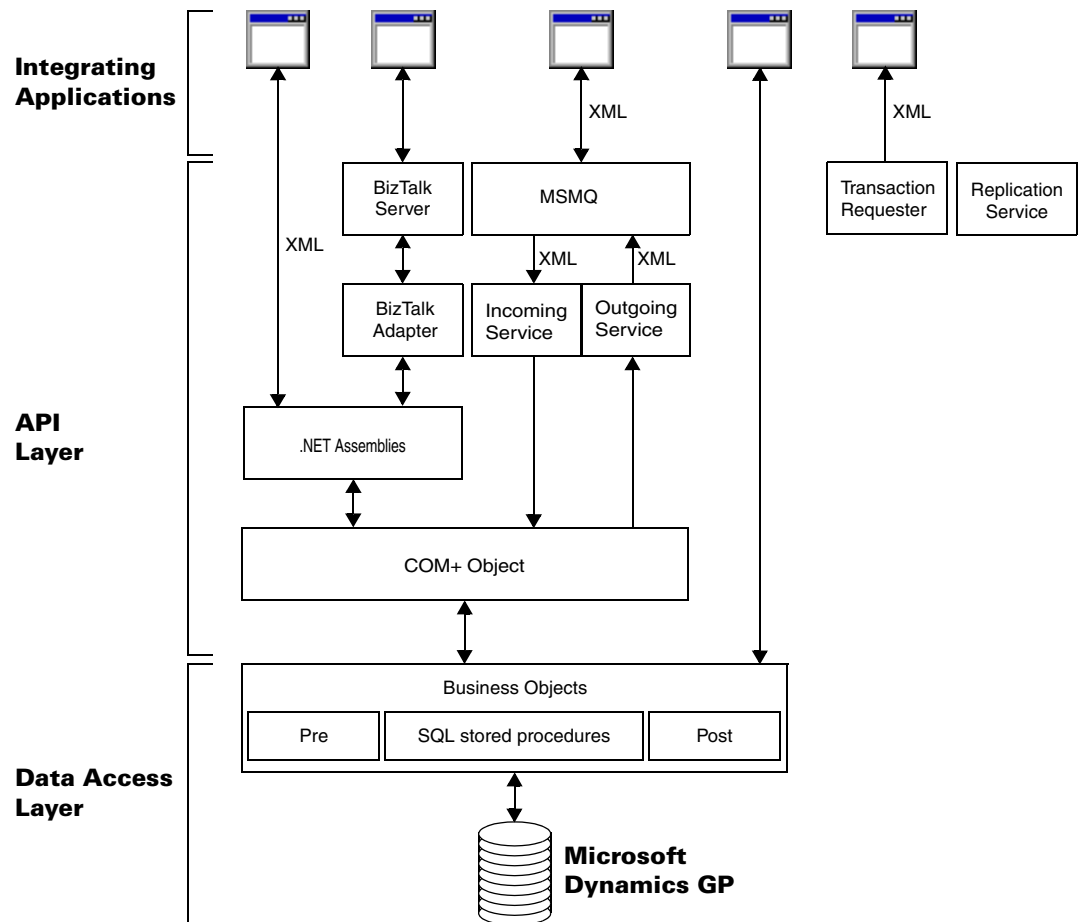 Integrating
Applications
XML
XML
BizTalk
Server
MSMQ
Transaction
Requester
Replication
Service
XML
XML
XML
BizTalk
Adapter
Incoming
Service
Outgoing
Service
API
Layer
.NET Assemblies
COM+ Object
Business Objects
Pre
SQL stored procedures
Post
Data Access
Layer
Microsoft
Dynamics GP